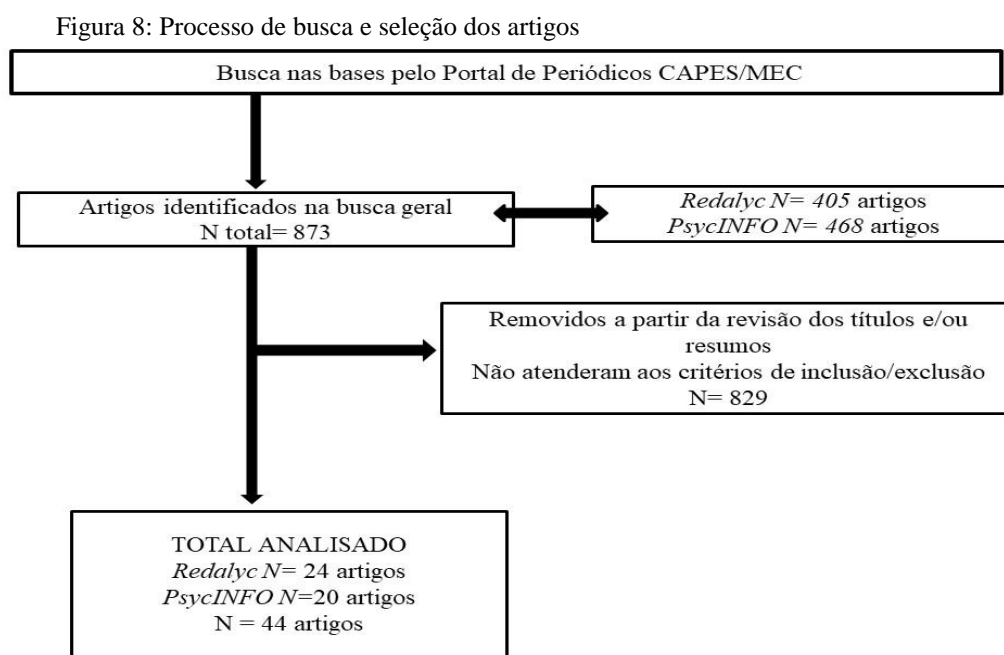 Figura 8: Processo de busca e seleção dos artigos
Busca nas bases pelo Portal de Periódicos CAPES/MEC
Artigos identificados na busca geral
N total= 873
Redalyc N= 405 artigos
PsycINFO N= 468 artigos
Removidos a partir da revisão dos títulos e/ou
resumos
Não atenderam aos critérios de inclusão/exclusão
N= 829
TOTAL ANALISADO
Redalyc N= 24 artigos
PsycINFO N=20 artigos
N = 44 artigos